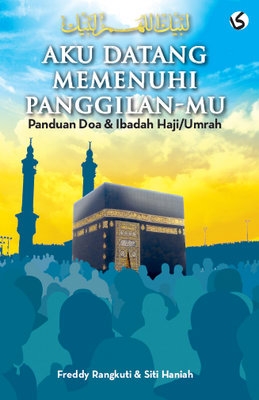 لبيك اللهم لبيك
AKU DATANG
MEMENUHI
PANGGILAN-MU
Panduan Doa & Ibadah Haji/Umrah
Freddy Rangkuti & Siti Haniah